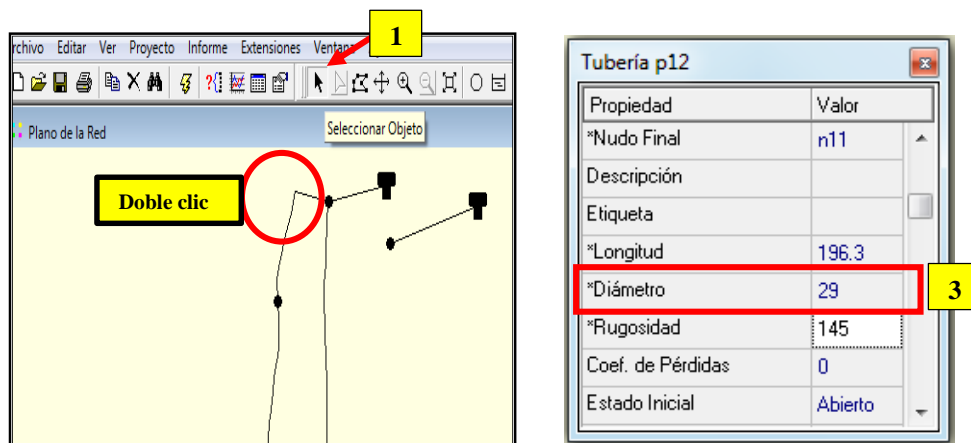 1
rchivo Editar Ver Proyecto Informe Extensiones Ventana
Seleccionar Objeto
Plano de la Red
Doble clic
Tubería p12
Propiedad Valor
*Nudo Final n11
Descripción
Etiqueta
*Longitud 196.3
*Diámetro 29
3
*Rugosidad 145
Coef. de Pérdidas 0
Estado Inicial Abierto